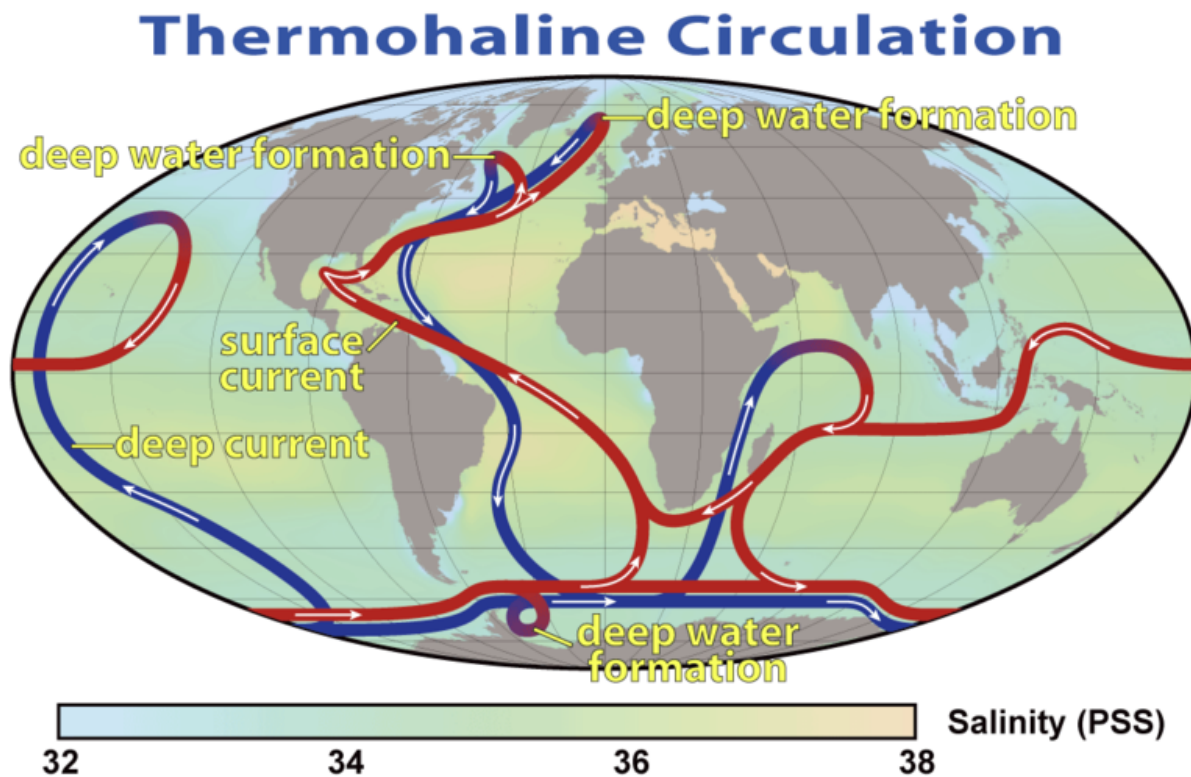 Thermohaline Circulation
deep water formation
deep water formation
surface
current
deep current
deep water
formation
Salinity (PSS)
32 34 36 38